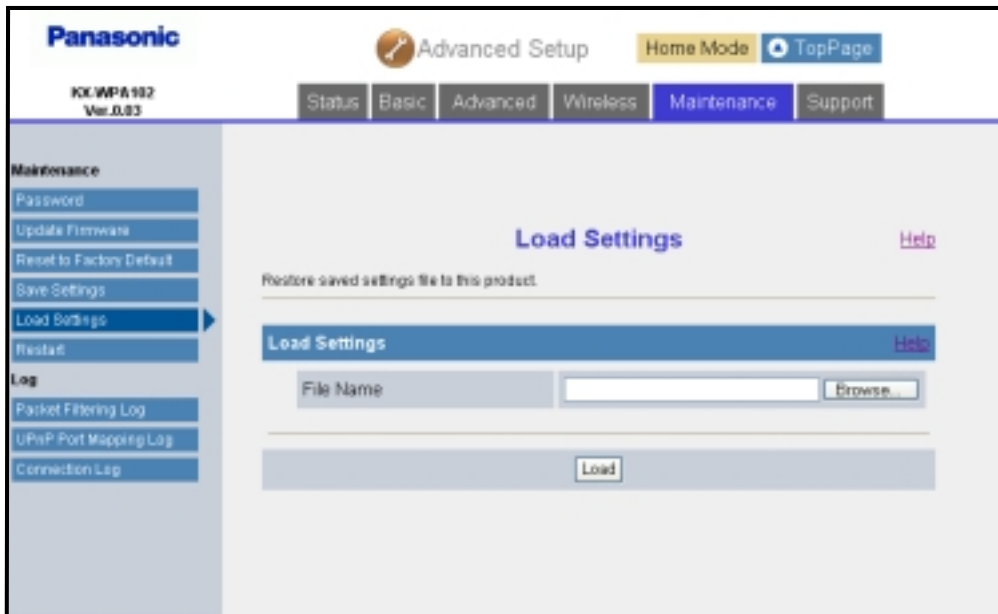 Panasonic
Advanced Setup
Home Mode
TopPage
KX-WPA102
Ver.0.03
Status
Basic
Advanced
Wireless
Maintenance
Support
Maintenance
Password
Update Firmware
Reset to Factory Default
Save Settings
Load Settings
Restart
Log
Packet Filtering Log
UPnP Port Mapping Log
Connection Log
Load Settings
Help
Restore saved settings file to this product.
Load Settings
Help
File Name
Browse...
Load